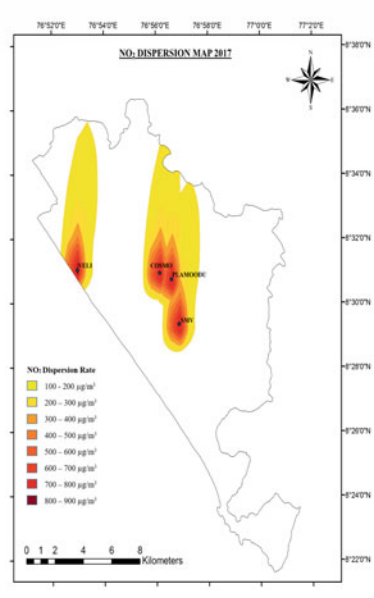 76°52'0"E 76°54'0"E 76°56'0"E 76°58'0"E 77°0'0"E 77°2'0"E
8°38'0"N
NO₂ DISPERSION MAP 2017
N
W E
S
8°36'0"N
8°34'0"N
8°32'0"N
VELI COSMO
PLAMOODU
8°30'0"N
SMV
8°28'0"N
NO₂ Dispersion Rate
100 - 200 µg/m³
200 – 300 µg/m³
8°26'0"N
300 – 400 µg/m³
400 – 500 µg/m³
500 – 600 µg/m³
600 – 700 µg/m³
700 – 800 µg/m³
8°24'0"N
800 – 900 µg/m³
0 1 2 4 6 8
Kilometers
8°22'0"N